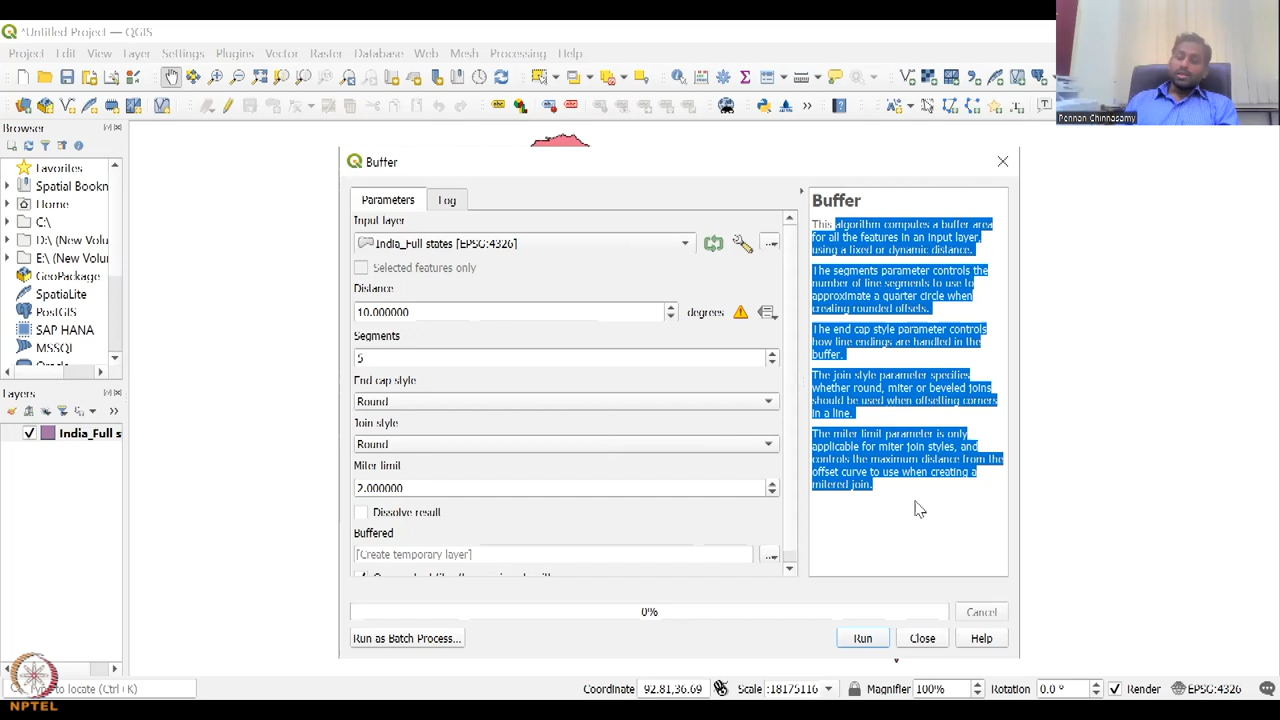 *Untitled Project — QGIS
Project Edit View Layer Settings Plugins Vector Raster Database Web Mesh Processing Help
Pennan Chinnasamy
Browser
Favorites
Spatial Bookn
Home
C:\
D:\ (New Volu
E:\ (New Volu
GeoPackage
SpatiaLite
PostGIS
SAP HANA
MSSQL
Layers
India_Full s
Buffer
Parameters Log
Input layer
India_Full states [EPSG:4326]
Selected features only
Distance
10.000000 degrees
Segments
5
End cap style
Round
Join style
Round
Miter limit
2.000000
Dissolve result
Buffered
[Create temporary layer]
Buffer
This algorithm computes a buffer area
for all the features in an input layer,
using a fixed or dynamic distance.
The segments parameter controls the
number of line segments to use to
approximate a quarter circle when
creating rounded offsets.
The end cap style parameter controls
how line endings are handled in the
buffer.
The join style parameter specifies
whether round, miter or beveled joins
should be used when offsetting corners
in a line.
The miter limit parameter is only
applicable for miter join styles, and
controls the maximum distance from the
offset curve to use when creating a
mitered join.
0% Cancel
Run as Batch Process... Run Close Help
to locate (Ctrl+K) Coordinate 92.81,36.69 Scale :18175116 Magnifier 100% Rotation 0.0 ° Render EPSG:4326
NPTEL